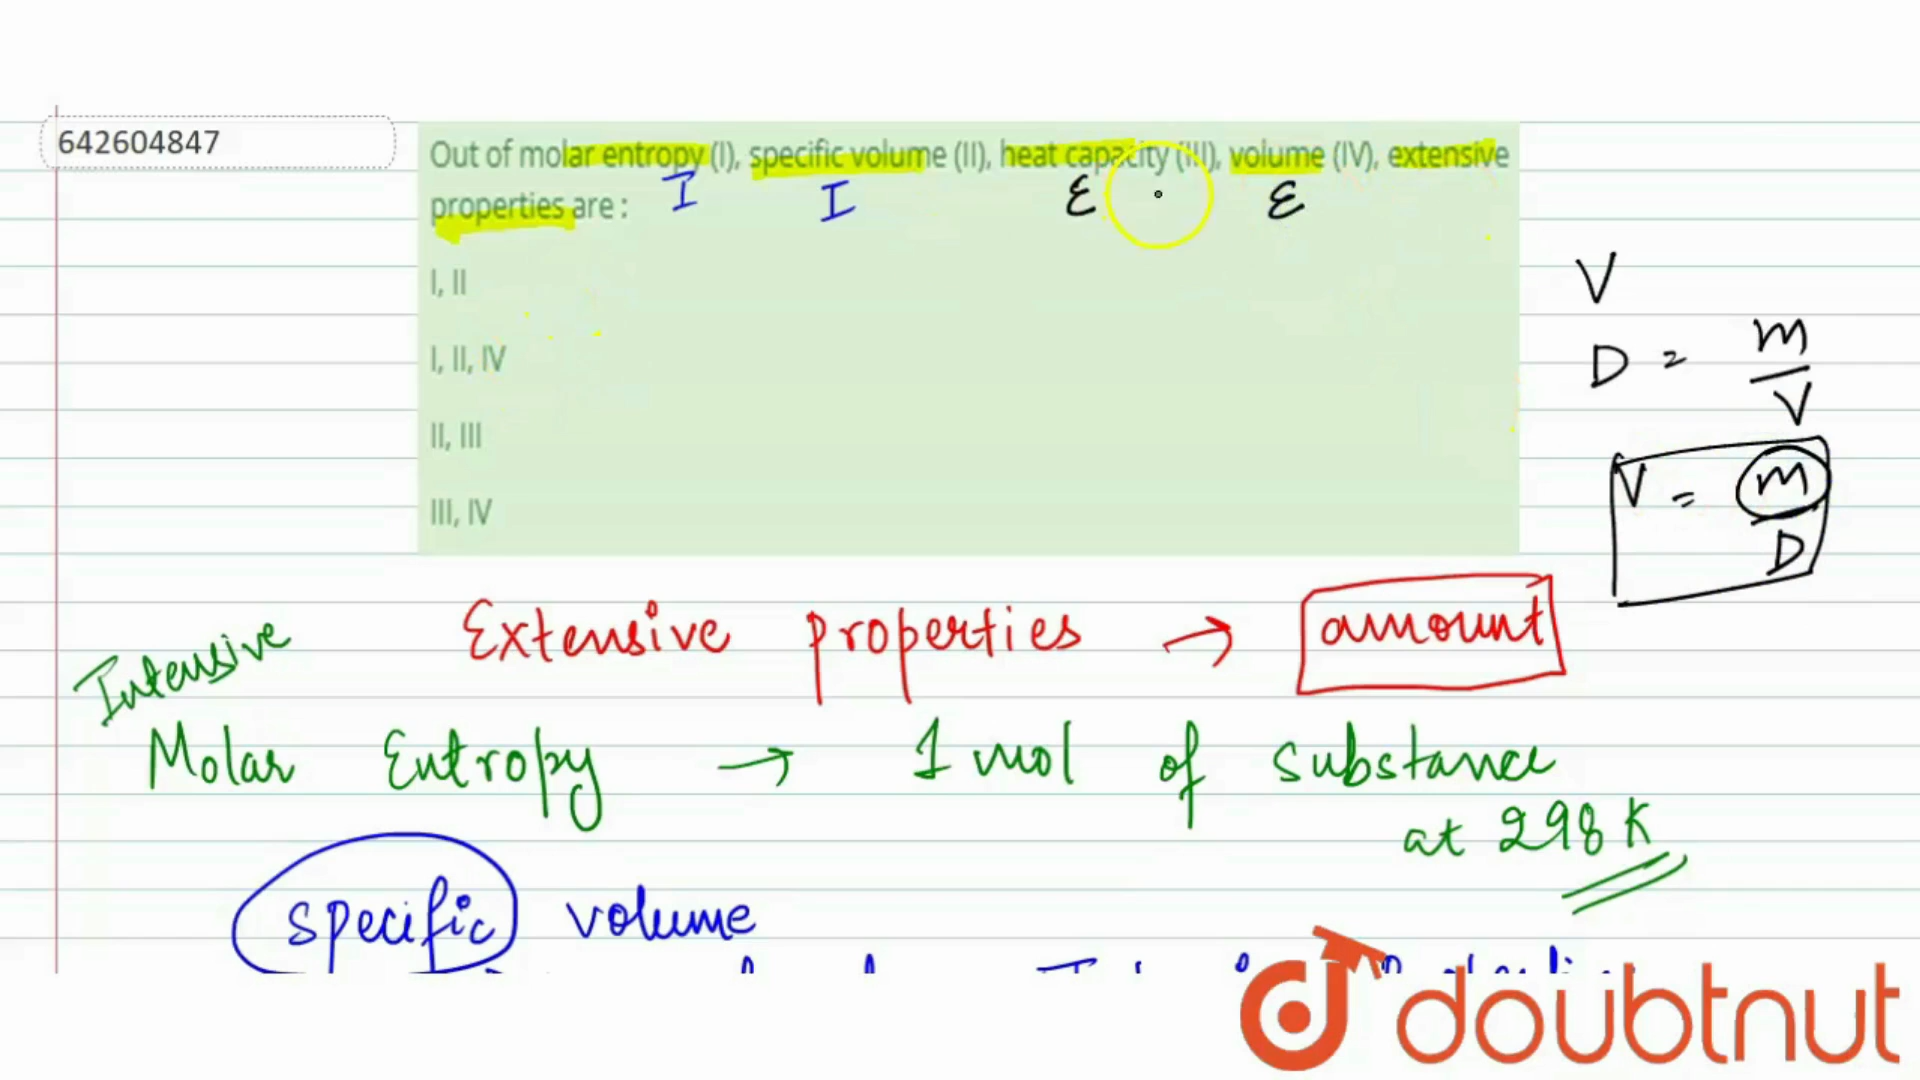 642604847
Out of molar entropy (I), specific volume (II), heat capacity (III), volume (IV), extensive
properties are :
I I E E
I, II
I, II, IV
II, III
III, IV
V
D = m
V
V = m
D
Extensive properties → amount
Intensive
Molar Entropy → 1 mol of substance
at 298 K
specific volume
doubtnut